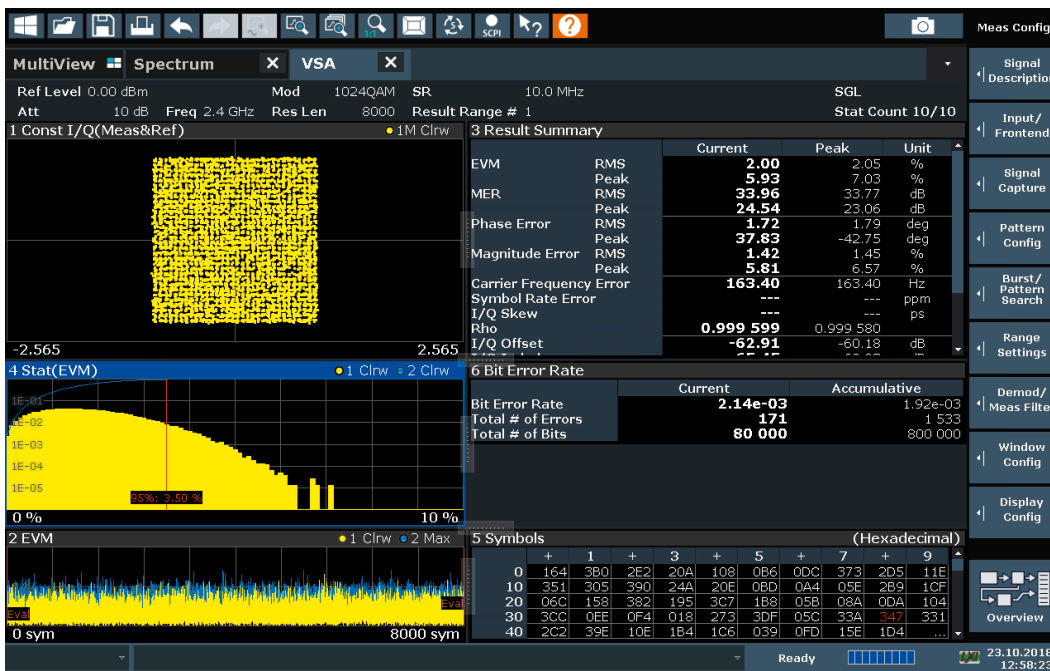 1:1
SCPI
?
?
Meas Config
MultiView Spectrum X VSA X
Ref Level 0.00 dBm Mod 1024QAM SR 10.0 MHz SGL
Att 10 dB Freq 2.4 GHz Res Len 8000 Result Range # 1 Stat Count 10/10
1 Const I/Q(Meas&Ref) 1M Clrw
-2.565 2.565
3 Result Summary
Current Peak Unit
EVM RMS 2.00 2.05 %
Peak 5.93 7.03 %
MER RMS 33.96 33.77 dB
Peak 24.54 23.06 dB
Phase Error RMS 1.72 1.79 deg
Peak 37.83 -42.75 deg
Magnitude Error RMS 1.42 1.45 %
Peak 5.81 6.57 %
Carrier Frequency Error 163.40 163.40 Hz
Symbol Rate Error --- --- ppm
I/Q Skew --- --- ps
Rho 0.999 599 0.999 580
I/Q Offset -62.91 -60.18 dB
4 Stat(EVM) 1 Clrw 2 Clrw
1E-01
1E-02
1E-03
1E-04
1E-05
95%: 3.50 %
0 % 10 %
6 Bit Error Rate
Current Accumulative
Bit Error Rate 2.14e-03 1.92e-03
Total # of Errors 171 1 533
Total # of Bits 80 000 800 000
2 EVM 1 Clrw 2 Max
Eval Eval
0 sym 8000 sym
5 Symbols (Hexadecimal)
+ 1 + 3 + 5 + 7 + 9
0 164 3B0 2E2 20A 108 0B6 0DC 373 2D5 11E
10 351 305 390 24A 20E 0BD 0A4 05E 2B9 1CF
20 06C 158 382 195 3C7 1B8 05B 08A 0DA 104
30 3CC 0EE 0F4 018 273 3DF 05C 33A 347 331
40 2C2 39E 10E 1B4 1C6 039 0FD 15E 1D4 ...
Signal
Descriptio
Input/
Frontend
Signal
Capture
Pattern
Config
Burst/
Pattern
Search
Range
Settings
Demod/
Meas Filte
Window
Config
Display
Config
Overview
Ready 23.10.2018
12:58:23